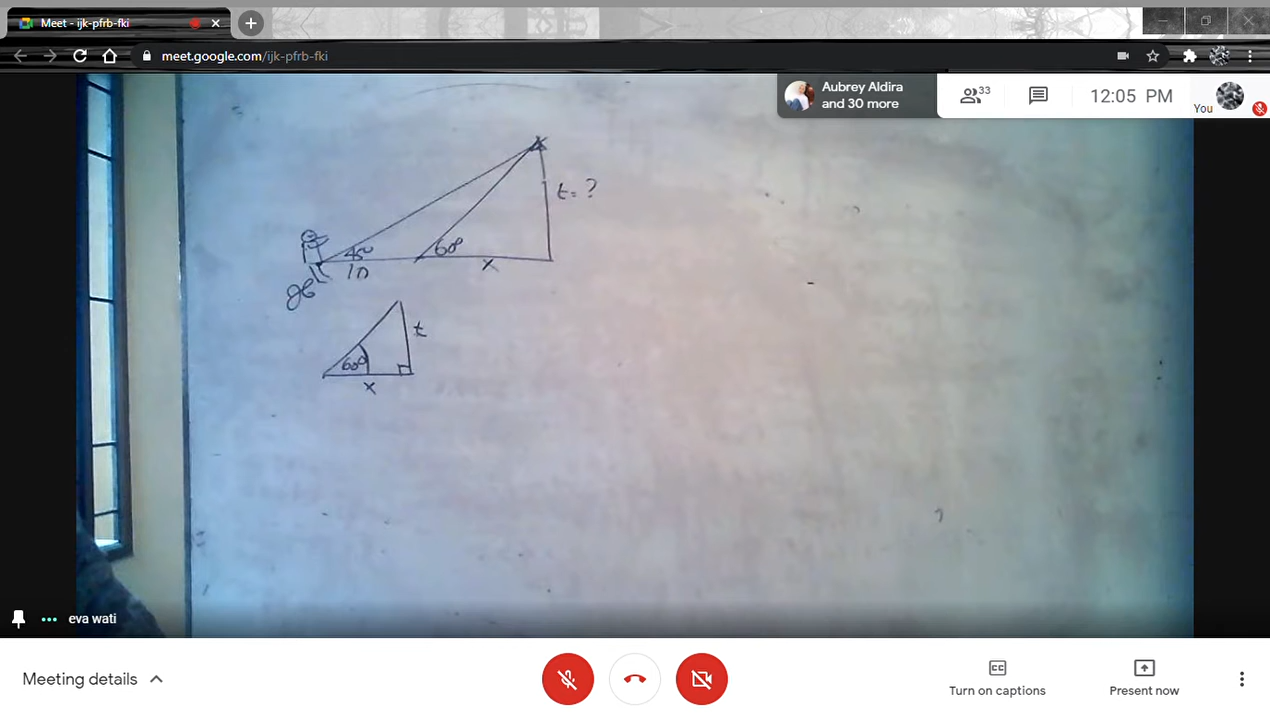 Meet - ijk-pfrb-fki
meet.google.com/ijk-pfrb-fki
Aubrey Aldira
and 30 more
33
12:05 PM
You
t = ?
45°
60°
10
x
60°
t
x
eva wati
Meeting details
CC
Turn on captions
Present now